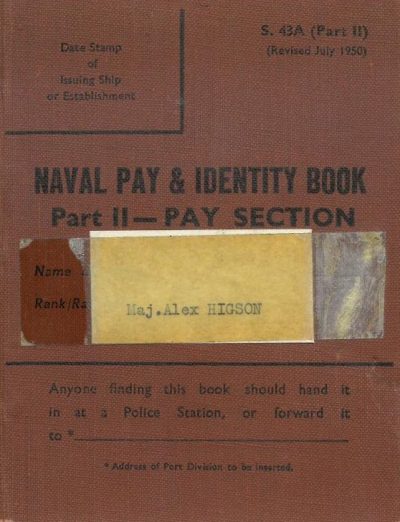 S. 43A (Part II)
(Revised July 1950)
Date Stamp
of
Issuing Ship
or Establishment
NAVAL PAY & IDENTITY BOOK
Part II — PAY SECTION
Name
Rank/Ra
Maj.Alex HIGSON
Anyone finding this book should hand it
in at a Police Station, or forward it
to *
* Address of Port Division to be inserted.